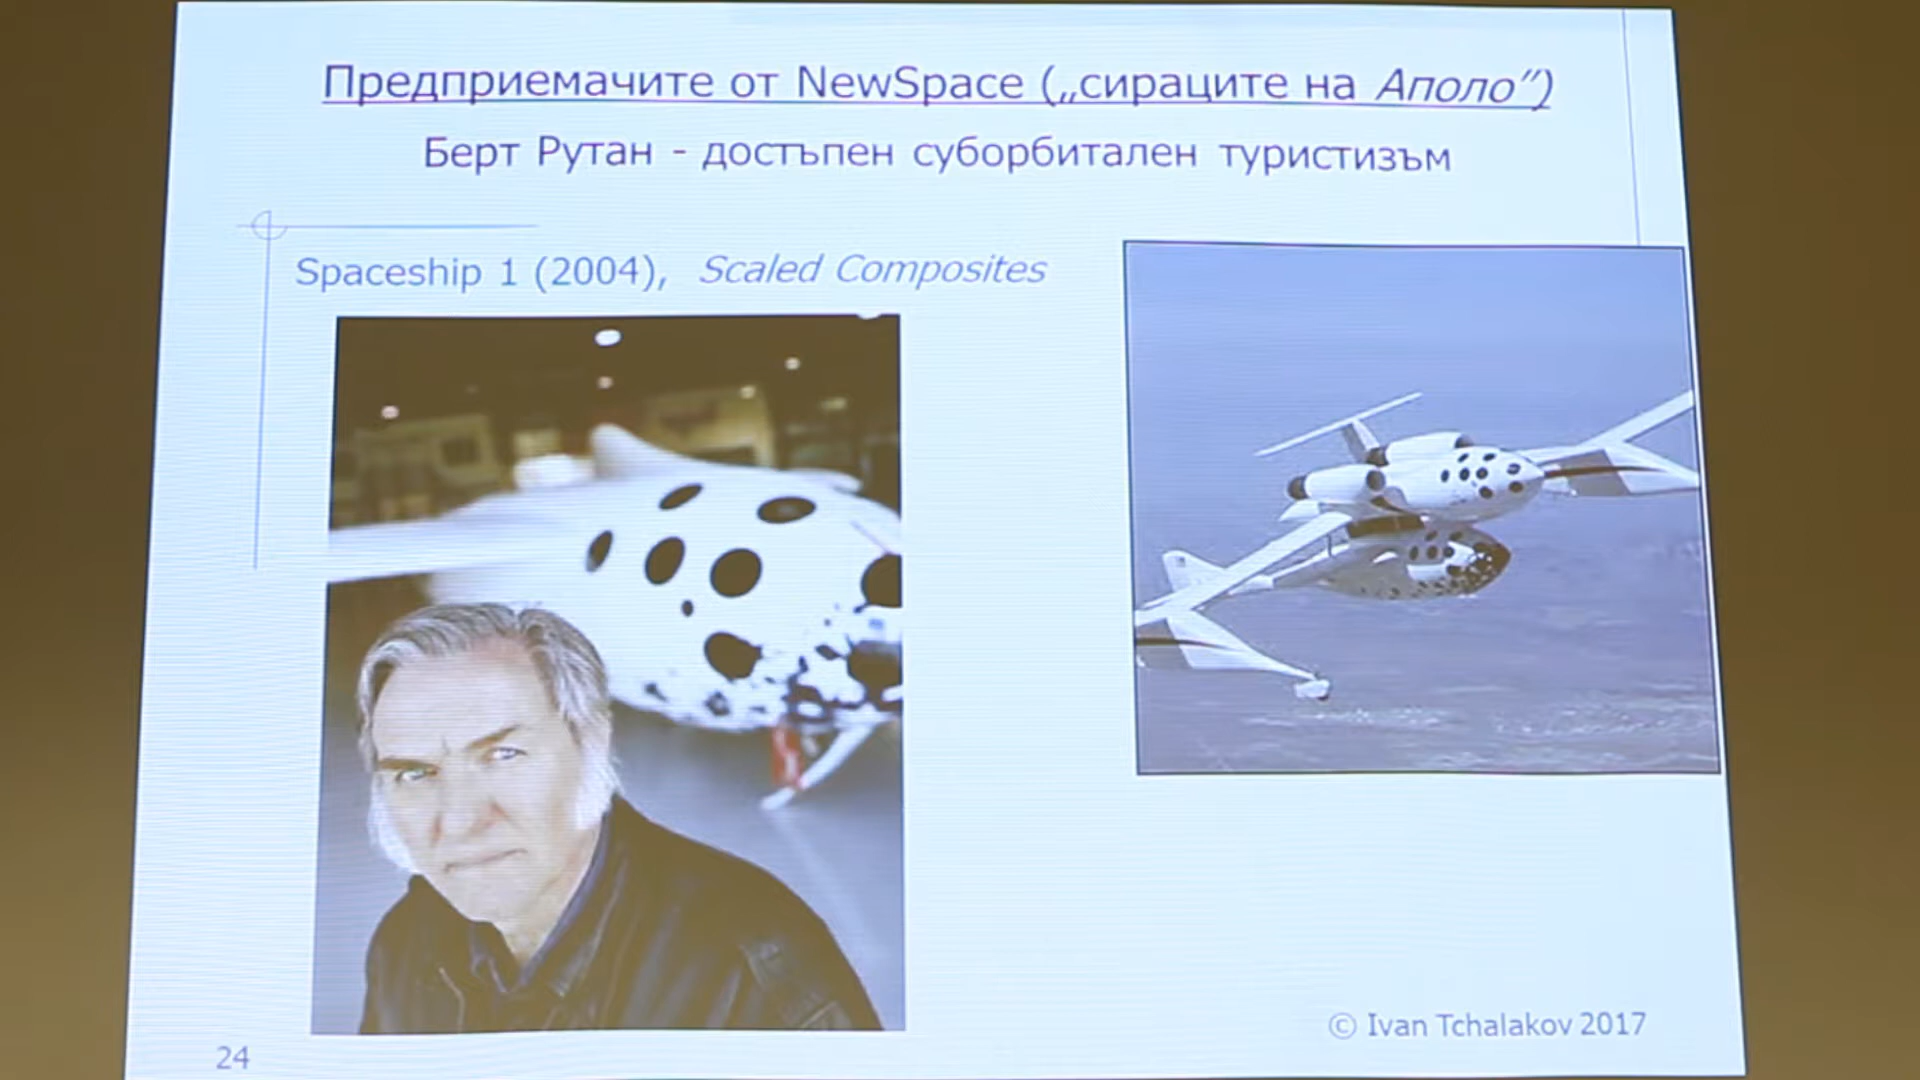 Предприемачите от NewSpace („сираците на Аполо”)
Берт Рутан - достъпен суборбитален туристизъм
Spaceship 1 (2004), Scaled Composites
© Ivan Tchalakov 2017
24